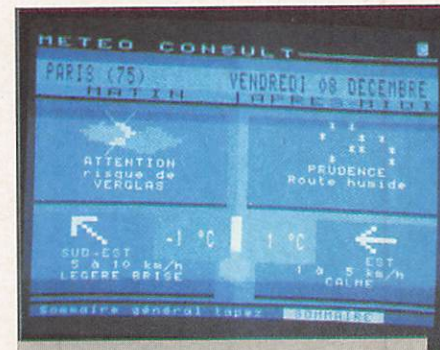 METEO CONSULT
PARIS (75)
VENDREDI 08 DECEMBRE
MATIN
APRES-MIDI
ATTENTION
risque de
VERGLAS
PRUDENCE
Route humide
-1 °C
SUD-EST
5 à 10 km/h
LEGERE BRISE
1 °C
EST
1 à 5 km/h
CALME
sommaire général tapez SOMMAIRE